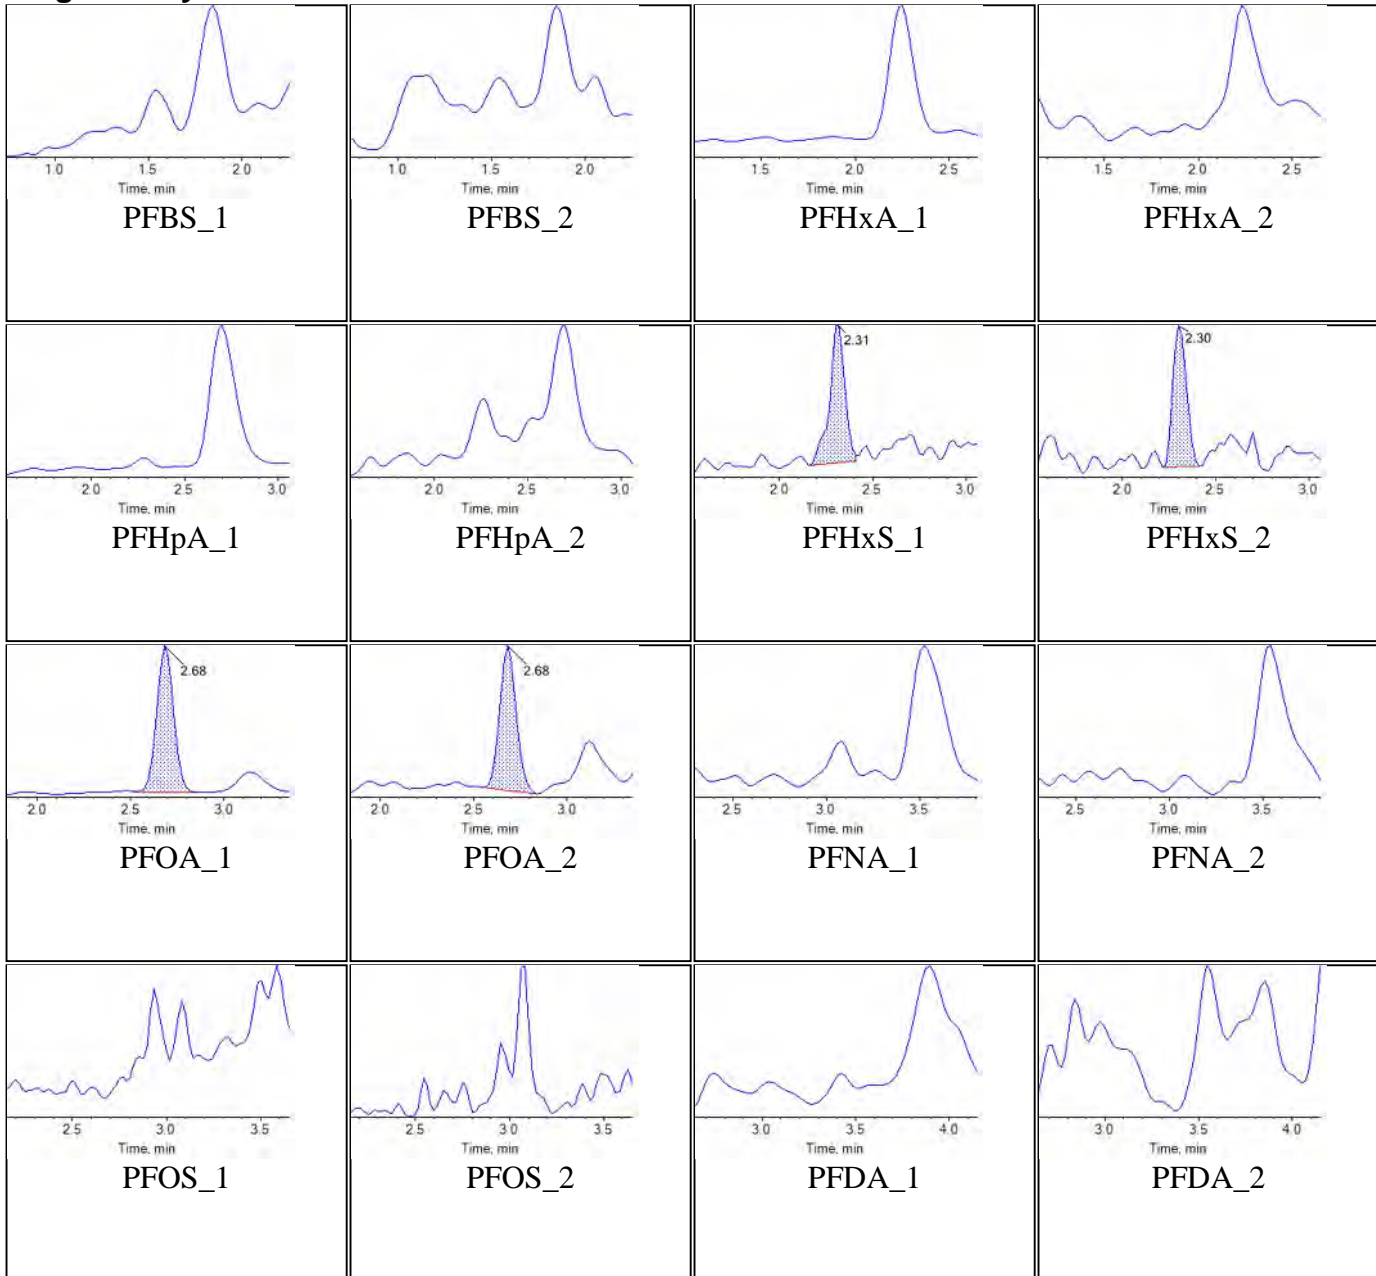 1.0 1.5 2.0
Time, min
PFBS_1
1.0 1.5 2.0
Time, min
PFBS_2
1.5 2.0 2.5
Time, min
PFHxA_1
1.5 2.0 2.5
Time, min
PFHxA_2
2.0 2.5 3.0
Time, min
PFHpA_1
2.0 2.5 3.0
Time, min
PFHpA_2
2.31
2.0 2.5 3.0
Time, min
PFHxS_1
2.30
2.0 2.5 3.0
Time, min
PFHxS_2
2.68
2.0 2.5 3.0
Time, min
PFOA_1
2.68
2.0 2.5 3.0
Time, min
PFOA_2
2.5 3.0 3.5
Time, min
PFNA_1
2.5 3.0 3.5
Time, min
PFNA_2
2.5 3.0 3.5
Time, min
PFOS_1
2.5 3.0 3.5
Time, min
PFOS_2
3.0 3.5 4.0
Time, min
PFDA_1
3.0 3.5 4.0
Time, min
PFDA_2